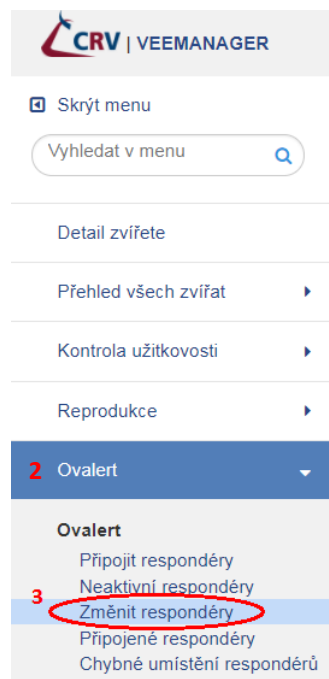 CRV | VEEMANAGER
Skrýt menu
Vyhledat v menu
Detail zvířete
Přehled všech zvířat
Kontrola užitkovosti
Reprodukce
2 Ovalert
Ovalert
Připojit respondéry
Neaktivní respondéry
3 Změnit respondéry
Připojené respondéry
Chybné umístění respondérů